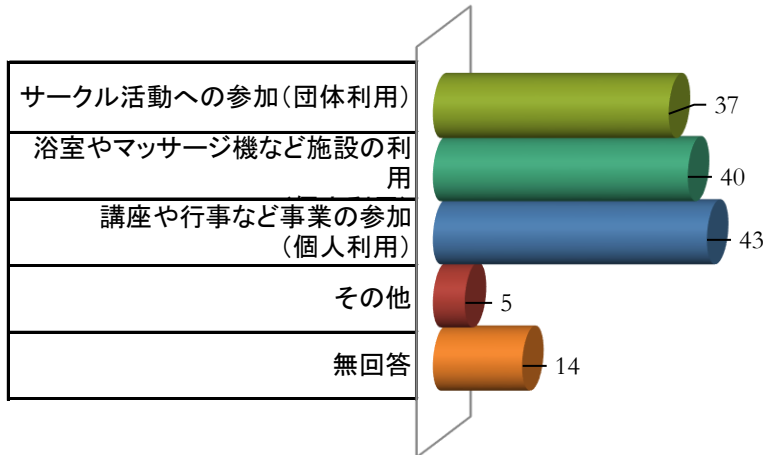 サークル活動への参加(団体利用)
37
浴室やマッサージ機など施設の利
用
40
講座や行事など事業の参加
(個人利用)
43
その他
5
無回答
14